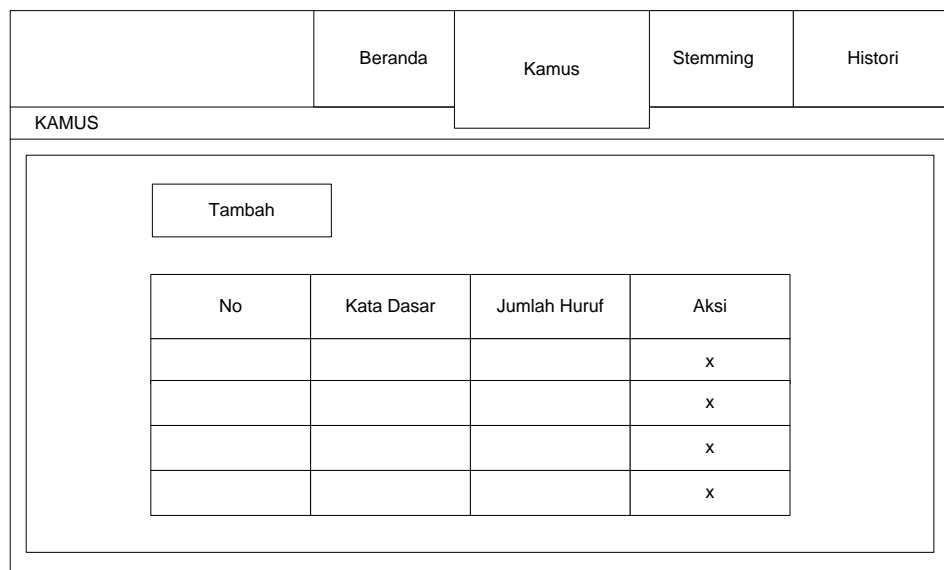 Beranda Kamus Stemming Histori
KAMUS
Tambah
No Kata Dasar Jumlah Huruf Aksi
x
x
x
x